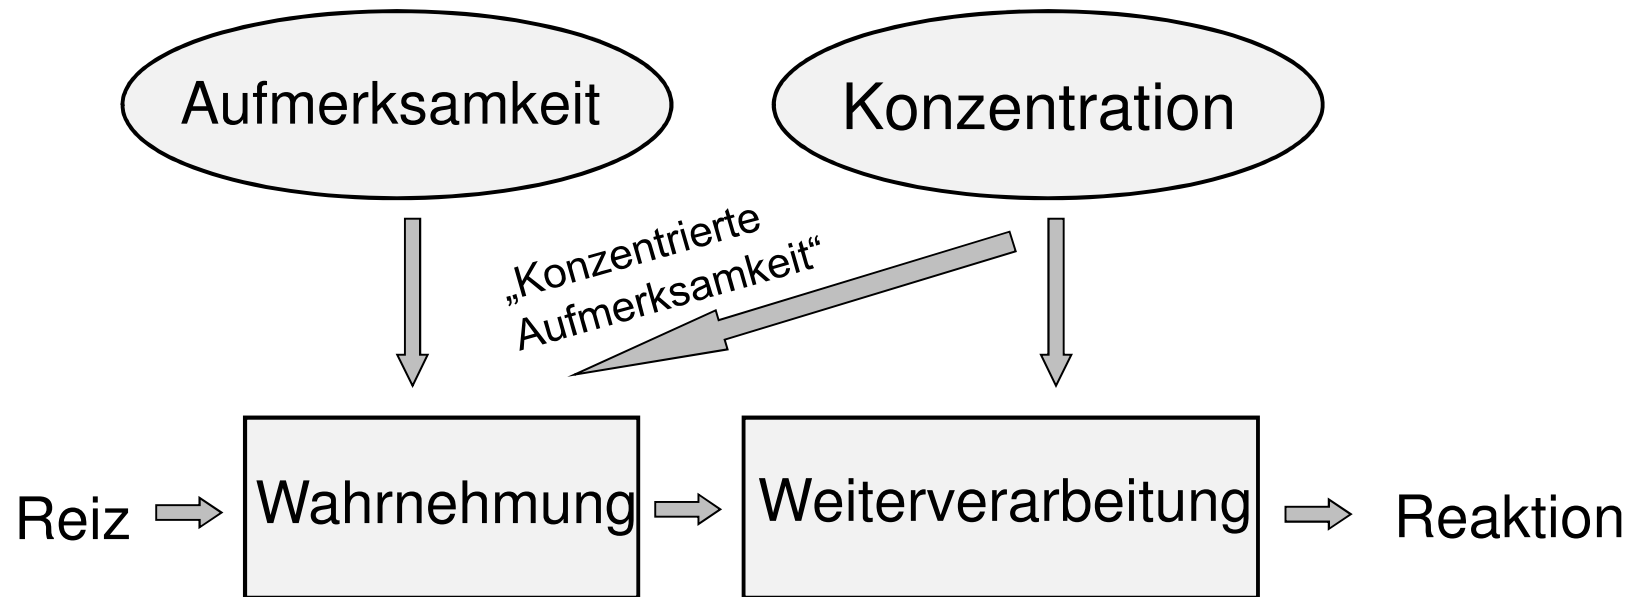 Aufmerksamkeit
Konzentration
„Konzentrierte
Aufmerksamkeit“
Reiz
Wahrnehmung
Weiterverarbeitung
Reaktion